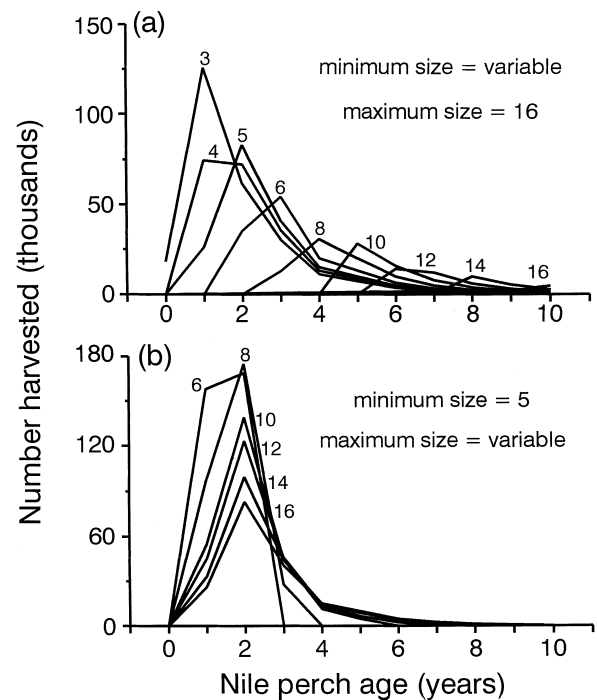 (a)
150
100
50
0
3
4
5
6
8
10
12
14
16
minimum size = variable
maximum size = 16
0 2 4 6 8 10
Number harvested (thousands)
(b)
180
120
60
0
6
8
10
12
14
16
minimum size = 5
maximum size = variable
0 2 4 6 8 10
Nile perch age (years)